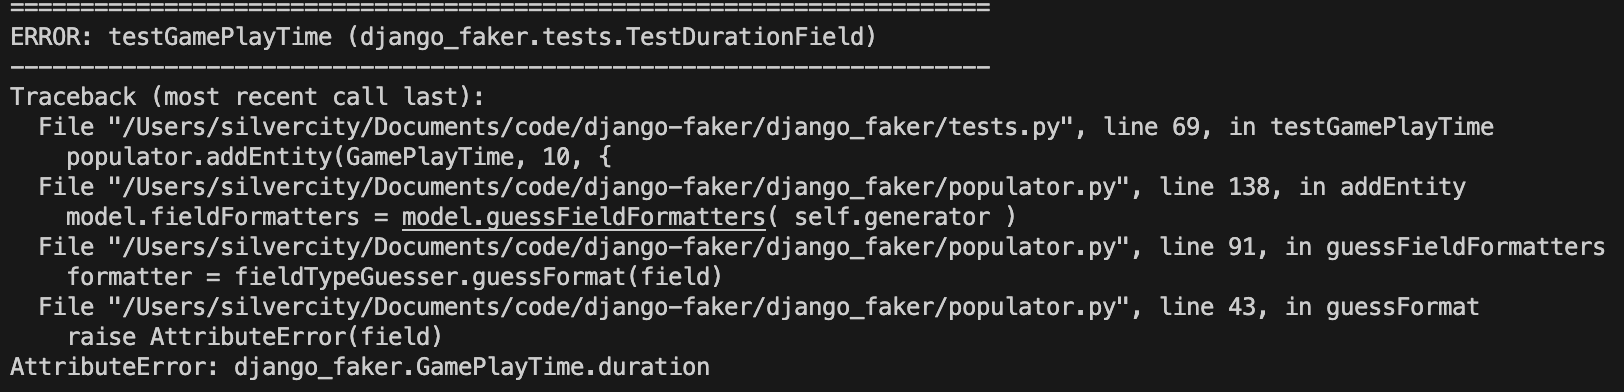 ======================================================================
ERROR: testGamePlayTime (django_faker.tests.TestDurationField)
----------------------------------------------------------------------
Traceback (most recent call last):
  File "/Users/silvercity/Documents/code/django-faker/django_faker/tests.py", line 69, in testGamePlayTime
    populator.addEntity(GamePlayTime, 10, {
  File "/Users/silvercity/Documents/code/django-faker/django_faker/populator.py", line 138, in addEntity
    model.fieldFormatters = model.guessFieldFormatters( self.generator )
  File "/Users/silvercity/Documents/code/django-faker/django_faker/populator.py", line 91, in guessFieldFormatters
    formatter = fieldTypeGuesser.guessFormat(field)
  File "/Users/silvercity/Documents/code/django-faker/django_faker/populator.py", line 43, in guessFormat
    raise AttributeError(field)
AttributeError: django_faker.GamePlayTime.duration